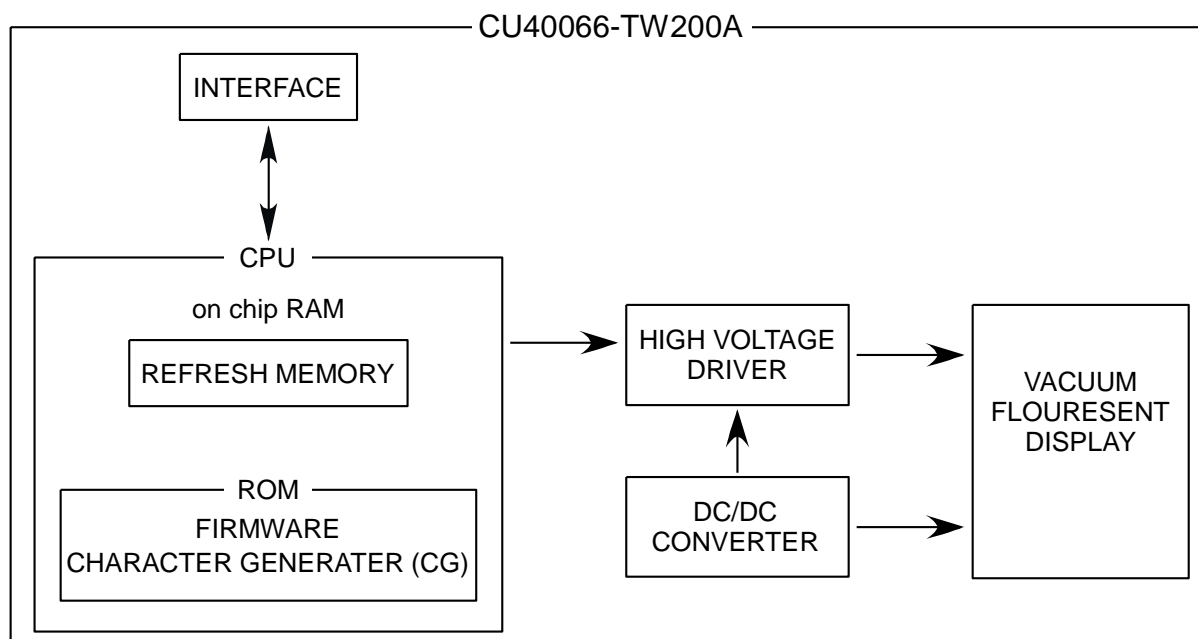 CU40066-TW200A
INTERFACE
CPU
on chip RAM
REFRESH MEMORY
ROM
FIRMWARE
CHARACTER GENERATER (CG)
HIGH VOLTAGE
DRIVER
DC/DC
CONVERTER
VACUUM
FLOURESENT
DISPLAY